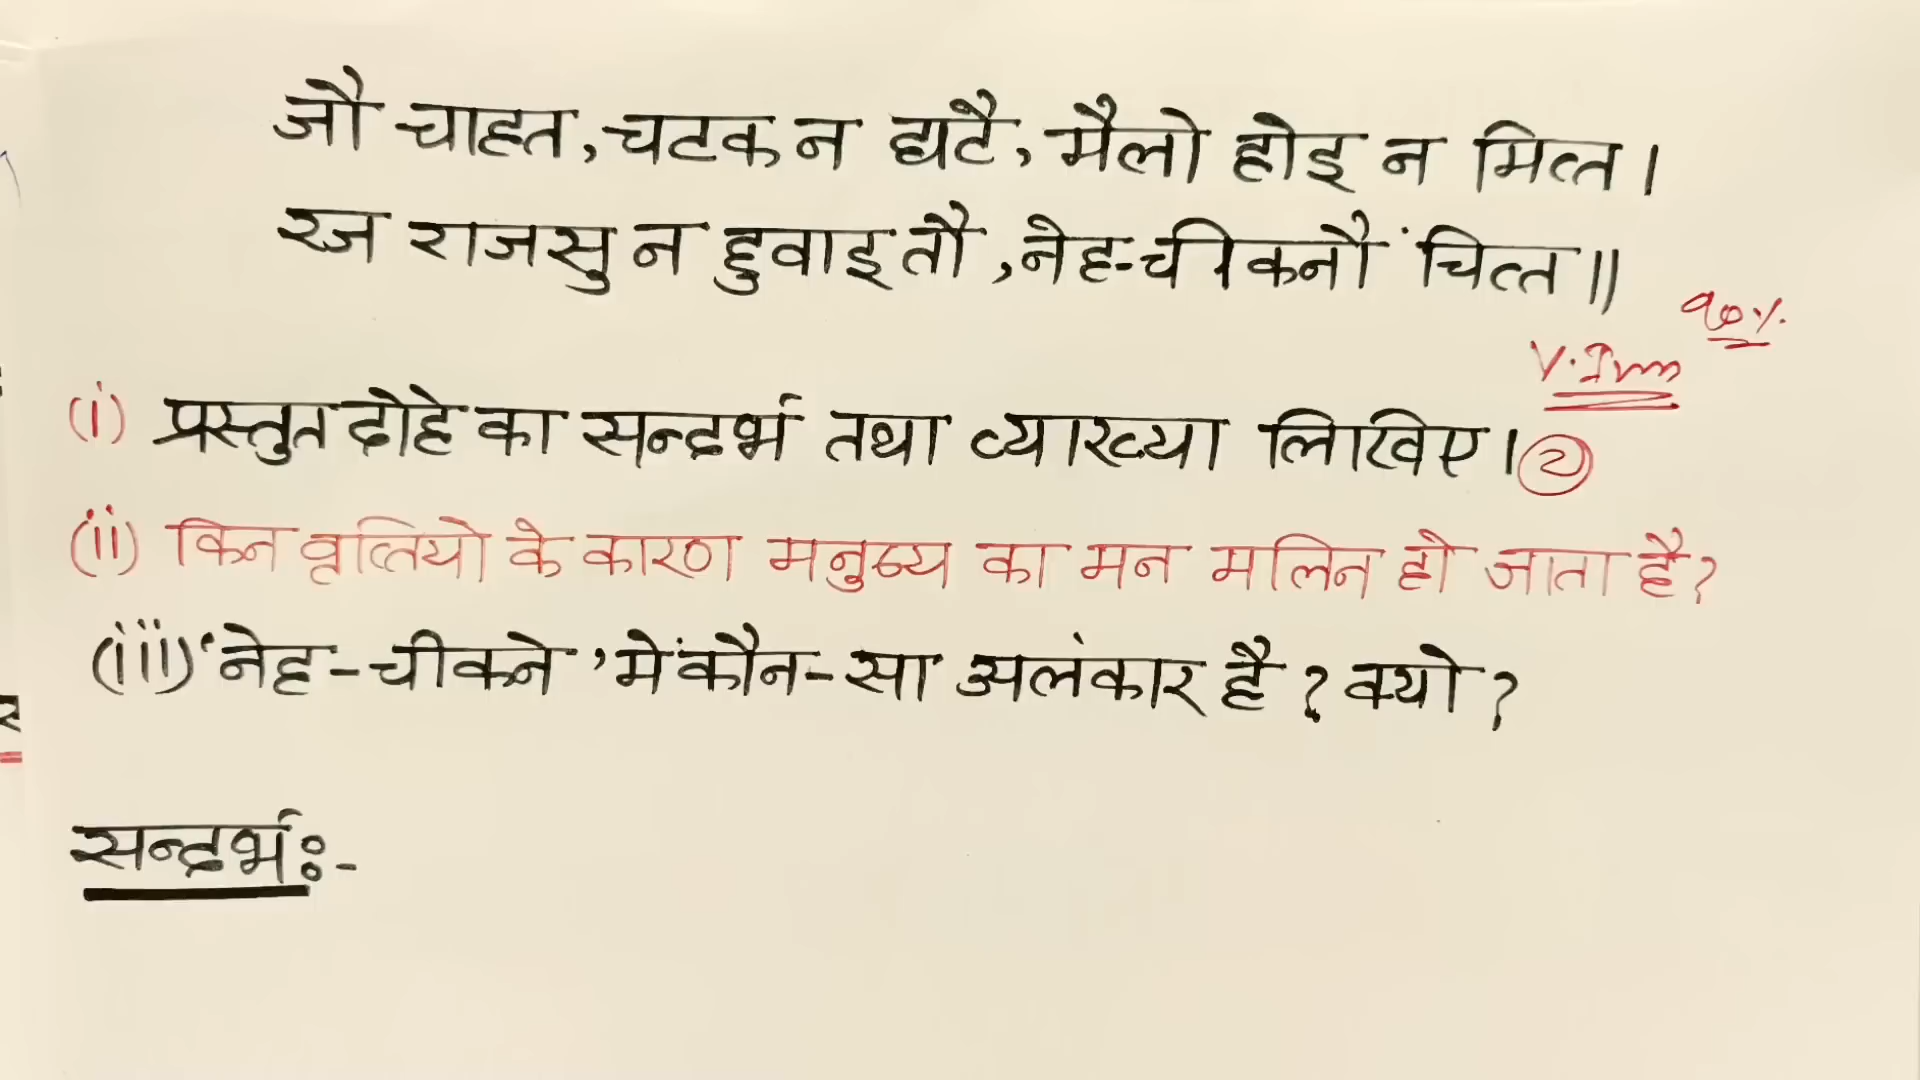 जौ चाहत, चटक न घटै, मैलो होइ न मित्त।
रज राजसु न हुवाइ तौ, नेह-चीकनौं चित्त॥
९०%
V.Imp
(i) प्रस्तुत दोहे का सन्दर्भ तथा व्याख्या लिखिए। 2
(ii) किन वृत्तियो के कारण मनुष्य का मन मलिन हो जाता है?
(iii) 'नेह-चीकने' में कौन-सा अलंकार है? क्यो?
सन्दर्भ:-